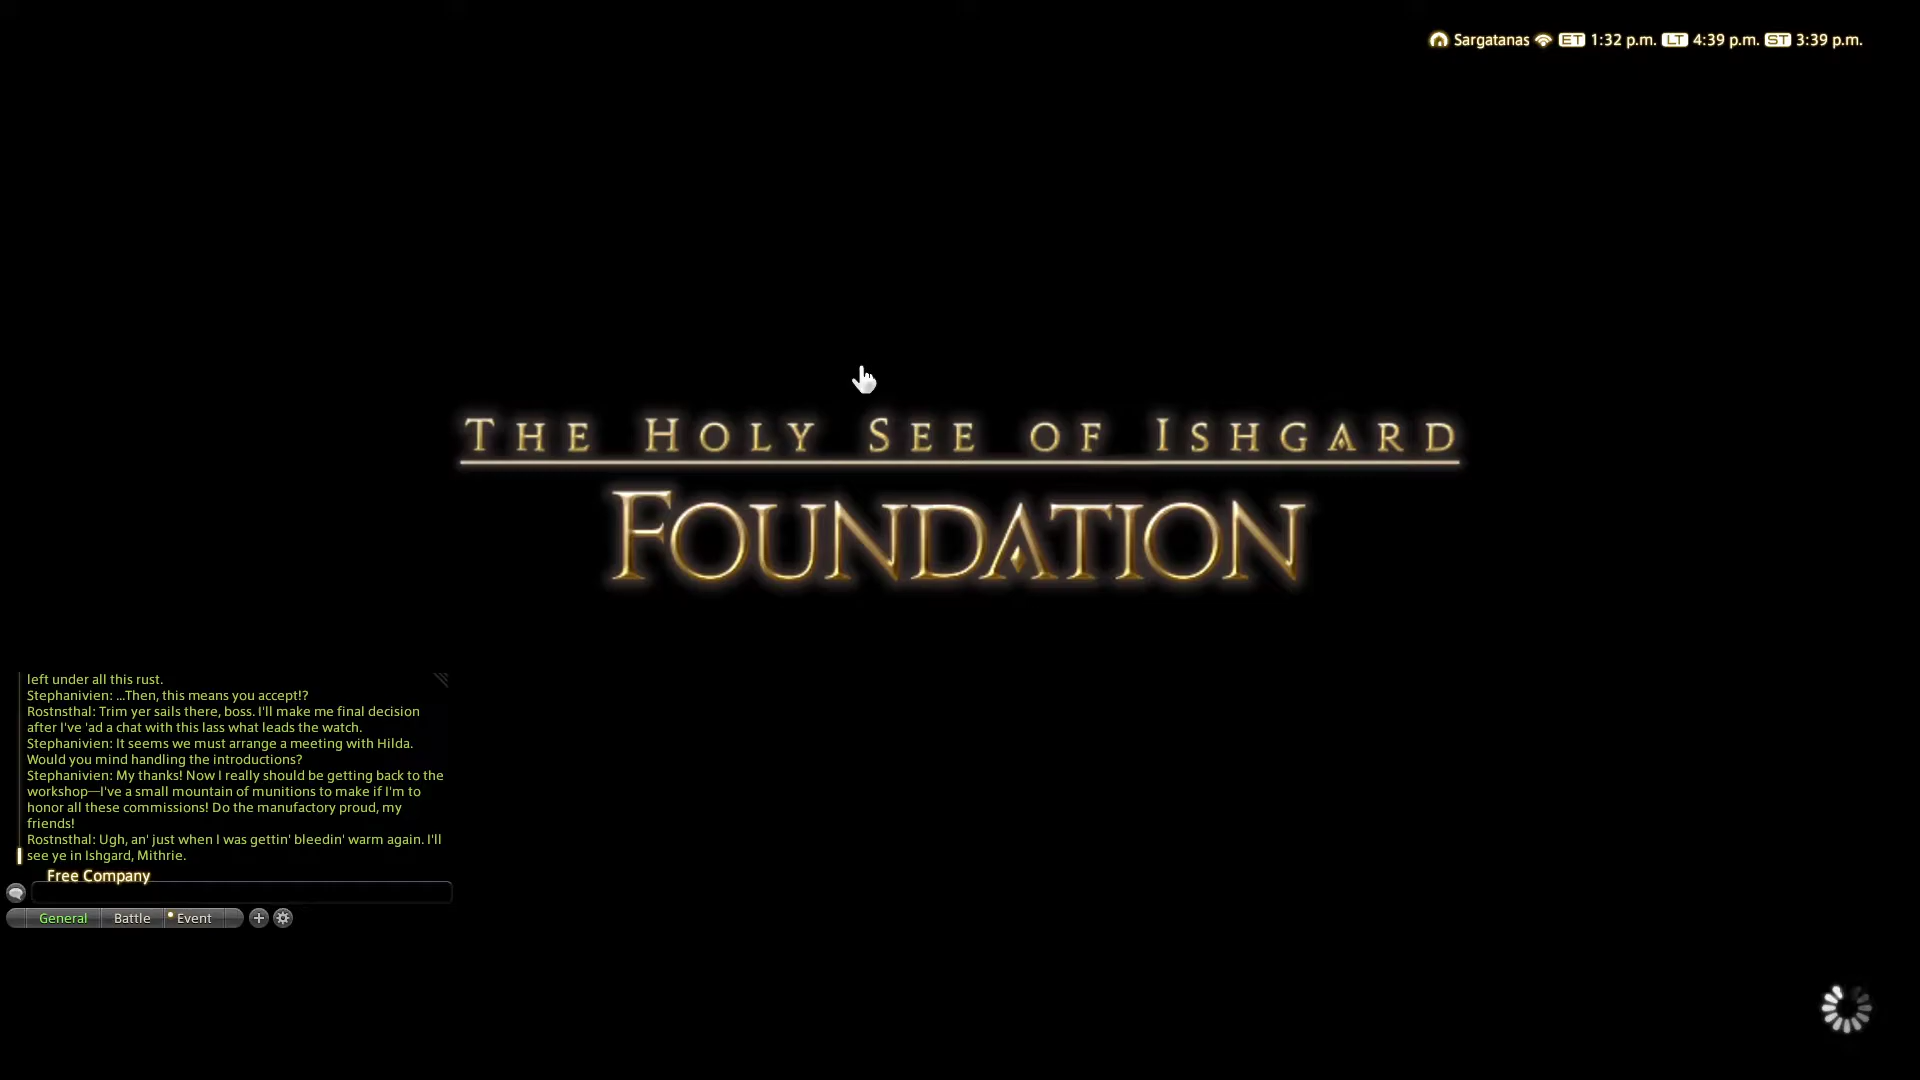 Sargatanas ET 1:32 p.m. LT 4:39 p.m. ST 3:39 p.m.
THE HOLY SEE OF ISHGARD
FOUNDATION
left under all this rust.
Stephanivien: ...Then, this means you accept!?
Rostnsthal: Trim yer sails there, boss. I'll make me final decision
after I've 'ad a chat with this lass what leads the watch.
Stephanivien: It seems we must arrange a meeting with Hilda.
Would you mind handling the introductions?
Stephanivien: My thanks! Now I really should be getting back to the
workshop—I've a small mountain of munitions to make if I'm to
honor all these commissions! Do the manufactory proud, my
friends!
Rostnsthal: Ugh, an' just when I was gettin' bleedin' warm again. I'll
see ye in Ishgard, Mithrie.
Free Company
General Battle Event